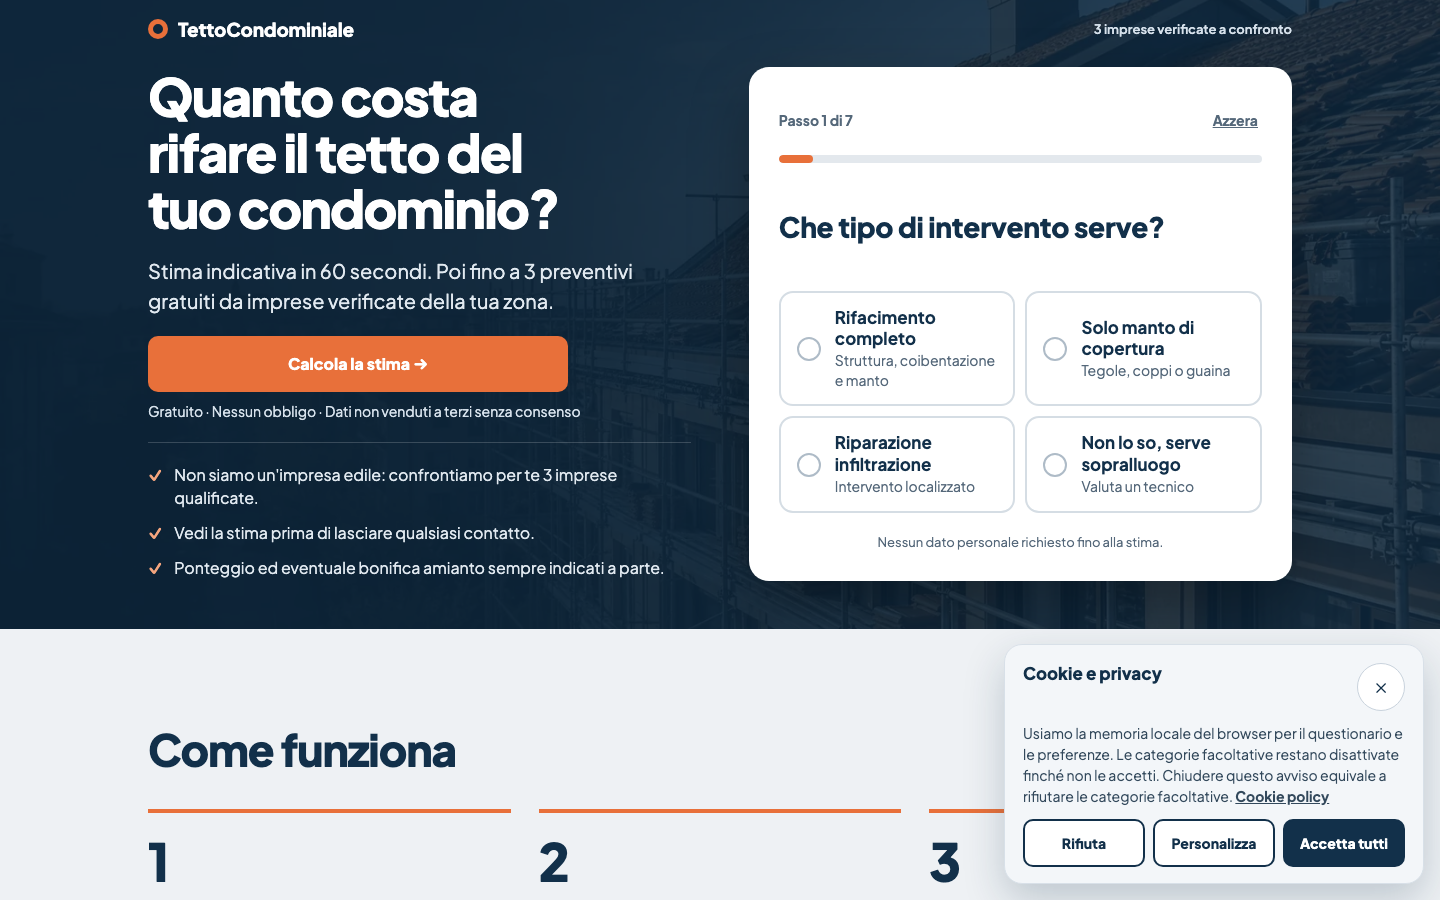 TettoCondominiale
3 imprese verificate a confronto
Quanto costa
rifare il tetto del
tuo condominio?
Stima indicativa in 60 secondi. Poi fino a 3 preventivi
gratuiti da imprese verificate della tua zona.
Calcola la stima →
Gratuito · Nessun obbligo · Dati non venduti a terzi senza consenso
Non siamo un'impresa edile: confrontiamo per te 3 imprese
qualificate.
Vedi la stima prima di lasciare qualsiasi contatto.
Ponteggio ed eventuale bonifica amianto sempre indicati a parte.
Passo 1 di 7
Azzera
Che tipo di intervento serve?
Rifacimento
completo
Struttura, coibentazione
e manto
Solo manto di
copertura
Tegole, coppi o guaina
Riparazione
infiltrazione
Intervento localizzato
Non lo so, serve
sopralluogo
Valuta un tecnico
Nessun dato personale richiesto fino alla stima.
Come funziona
1
2
3
Cookie e privacy
×
Usiamo la memoria locale del browser per il questionario e
le preferenze. Le categorie facoltative restano disattivate
finché non le accetti. Chiudere questo avviso equivale a
rifiutare le categorie facoltative. Cookie policy
Rifiuta
Personalizza
Accetta tutti